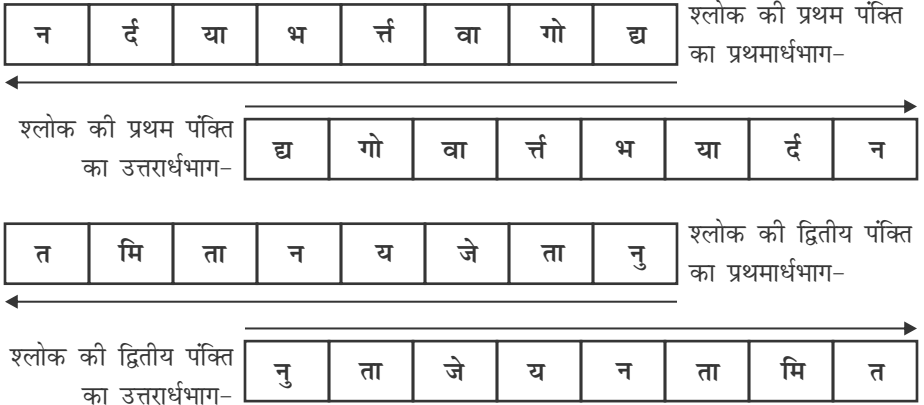 न र्द या भ र्त्त वा गो द्य
श्लोक की प्रथम पंक्ति
का प्रथमार्धभाग–
श्लोक की प्रथम पंक्ति
का उत्तरार्धभाग–
द्य गो वा र्त्त भ या र्द न
त मि ता न य जे ता नु
श्लोक की द्वितीय पंक्ति
का प्रथमार्धभाग–
श्लोक की द्वितीय पंक्ति
का उत्तरार्धभाग–
नु ता जे य न ता मि त